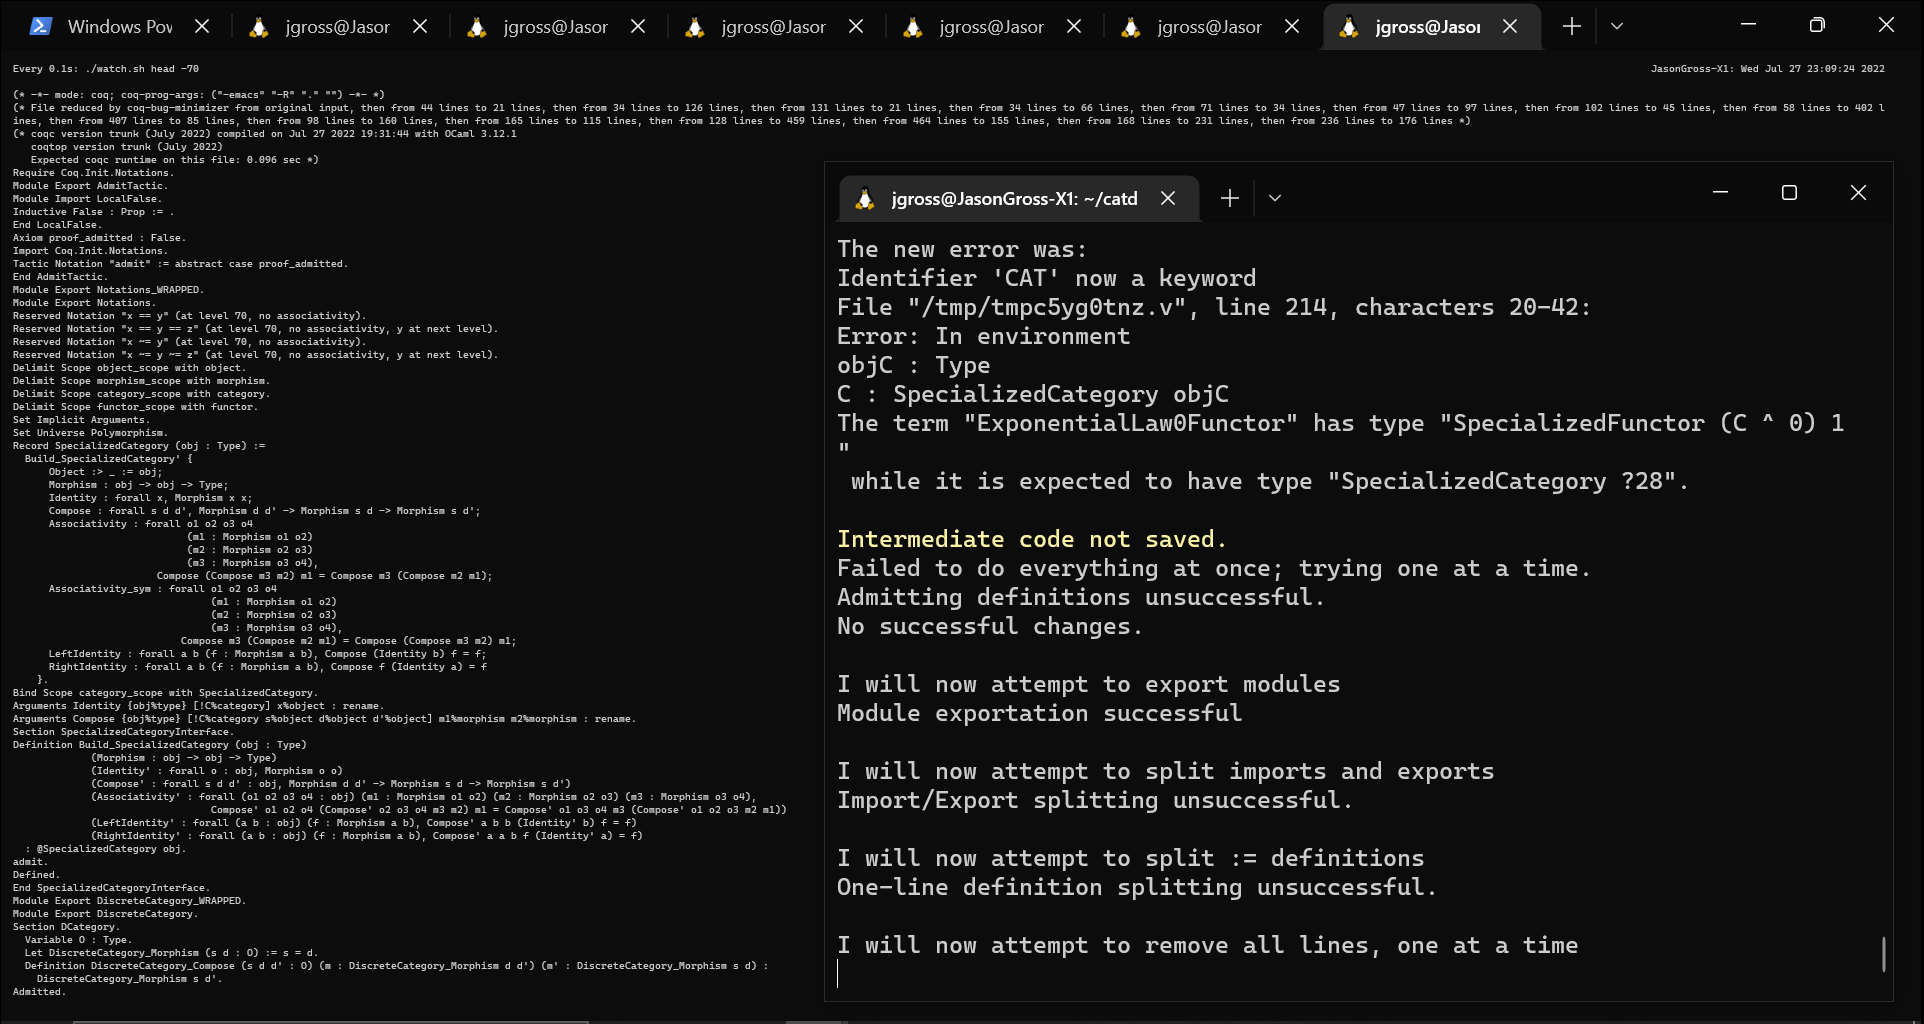 Windows Pov
jgross@Jasor
jgross@Jasor
jgross@Jasor
jgross@Jasor
jgross@Jasor
jgross@Jasor
Every 0.1s: ./watch.sh head -70
JasonGross-X1: Wed Jul 27 23:09:24 2022
(* -*- mode: coq; coq-prog-args: ("-emacs" "-R" "." "") -*- *)
(* File reduced by coq-bug-minimizer from original input, then from 44 lines to 21 lines, then from 34 lines to 126 lines, then from 131 lines to 21 lines, then from 34 lines to 66 lines, then from 71 lines to 34 lines, then from 47 lines to 97 lines, then from 102 lines to 45 lines, then from 58 lines to 402 l
ines, then from 407 lines to 85 lines, then from 98 lines to 160 lines, then from 165 lines to 115 lines, then from 128 lines to 459 lines, then from 464 lines to 155 lines, then from 168 lines to 231 lines, then from 236 lines to 176 lines *)
(* coqc version trunk (July 2022) compiled on Jul 27 2022 19:31:44 with OCaml 3.12.1
   coqtop version trunk (July 2022)
   Expected coqc runtime on this file: 0.096 sec *)
Require Coq.Init.Notations.
Module Export AdmitTactic.
Module Import LocalFalse.
Inductive False : Prop := .
End LocalFalse.
Axiom proof_admitted : False.
Import Coq.Init.Notations.
Tactic Notation "admit" := abstract case proof_admitted.
End AdmitTactic.
Module Export Notations_WRAPPED.
Module Export Notations.
Reserved Notation "x == y" (at level 70, no associativity).
Reserved Notation "x == y == z" (at level 70, no associativity, y at next level).
Reserved Notation "x ~= y" (at level 70, no associativity).
Reserved Notation "x ~= y ~= z" (at level 70, no associativity, y at next level).
Delimit Scope object_scope with object.
Delimit Scope morphism_scope with morphism.
Delimit Scope category_scope with category.
Delimit Scope functor_scope with functor.
Set Implicit Arguments.
Set Universe Polymorphism.
Record SpecializedCategory (obj : Type) :=
  Build_SpecializedCategory' {
      Object :> _ := obj;
      Morphism : obj -> obj -> Type;
      Identity : forall x, Morphism x x;
      Compose : forall s d d', Morphism d d' -> Morphism s d -> Morphism s d';
      Associativity : forall o1 o2 o3 o4
                             (m1 : Morphism o1 o2)
                             (m2 : Morphism o2 o3)
                             (m3 : Morphism o3 o4),
                        Compose (Compose m3 m2) m1 = Compose m3 (Compose m2 m1);
      Associativity_sym : forall o1 o2 o3 o4
                                 (m1 : Morphism o1 o2)
                                 (m2 : Morphism o2 o3)
                                 (m3 : Morphism o3 o4),
                            Compose m3 (Compose m2 m1) = Compose (Compose m3 m2) m1;
      LeftIdentity : forall a b (f : Morphism a b), Compose (Identity b) f = f;
      RightIdentity : forall a b (f : Morphism a b), Compose f (Identity a) = f
    }.
Bind Scope category_scope with SpecializedCategory.
Arguments Identity {obj%type} [!C%category] x%object : rename.
Arguments Compose {obj%type} [!C%category s%object d%object d'%object] m1%morphism m2%morphism : rename.
Section SpecializedCategoryInterface.
Definition Build_SpecializedCategory (obj : Type)
             (Morphism : obj -> obj -> Type)
             (Identity' : forall o : obj, Morphism o o)
             (Compose' : forall s d d' : obj, Morphism d d' -> Morphism s d -> Morphism s d')
             (Associativity' : forall (o1 o2 o3 o4 : obj) (m1 : Morphism o1 o2) (m2 : Morphism o2 o3) (m3 : Morphism o3 o4),
                                 Compose' o1 o2 o4 (Compose' o2 o3 o4 m3 m2) m1 = Compose' o1 o3 o4 m3 (Compose' o1 o2 o3 m2 m1))
             (LeftIdentity' : forall (a b : obj) (f : Morphism a b), Compose' a b b (Identity' b) f = f)
             (RightIdentity' : forall (a b : obj) (f : Morphism a b), Compose' a a b f (Identity' a) = f)
  : @SpecializedCategory obj.
admit.
Defined.
End SpecializedCategoryInterface.
Module Export DiscreteCategory_WRAPPED.
Module Export DiscreteCategory.
Section DCategory.
  Variable O : Type.
  Let DiscreteCategory_Morphism (s d : O) := s = d.
  Definition DiscreteCategory_Compose (s d d' : O) (m : DiscreteCategory_Morphism d d') (m' : DiscreteCategory_Morphism s d) :
    DiscreteCategory_Morphism s d'.
Admitted.
jgross@JasonGross-X1: ~/catd
The new error was:
Identifier 'CAT' now a keyword
File "/tmp/tmpc5yg0tnz.v", line 214, characters 20-42:
Error: In environment
objC : Type
C : SpecializedCategory objC
The term "ExponentialLaw0Functor" has type "SpecializedFunctor (C ^ 0) 1
"
 while it is expected to have type "SpecializedCategory ?28".
Intermediate code not saved.
Failed to do everything at once; trying one at a time.
Admitting definitions unsuccessful.
No successful changes.
I will now attempt to export modules
Module exportation successful
I will now attempt to split imports and exports
Import/Export splitting unsuccessful.
I will now attempt to split := definitions
One-line definition splitting unsuccessful.
I will now attempt to remove all lines, one at a time